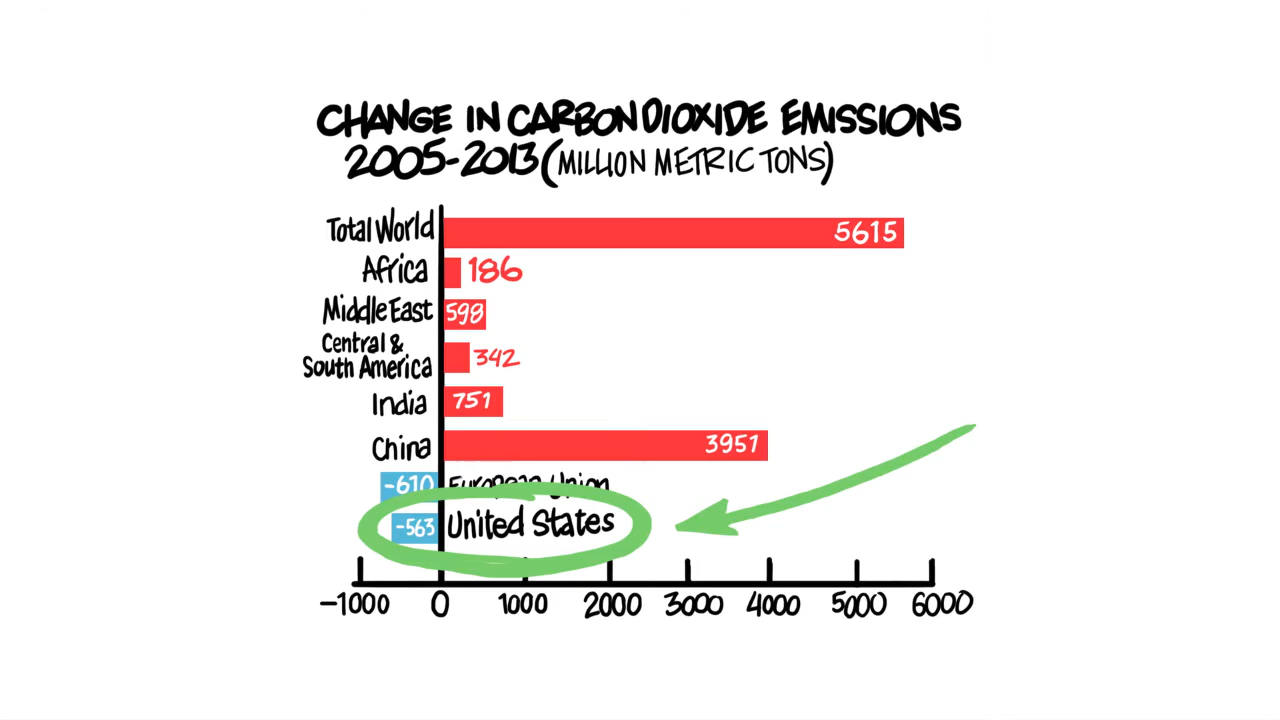 CHANGE IN CARBON DIOXIDE EMISSIONS
2005-2013 (MILLION METRIC TONS)
Total World 5615
Africa 186
Middle East 598
Central &
South America 342
India 751
China 3951
-610 European Union
-563 United States
-1000 0 1000 2000 3000 4000 5000 6000